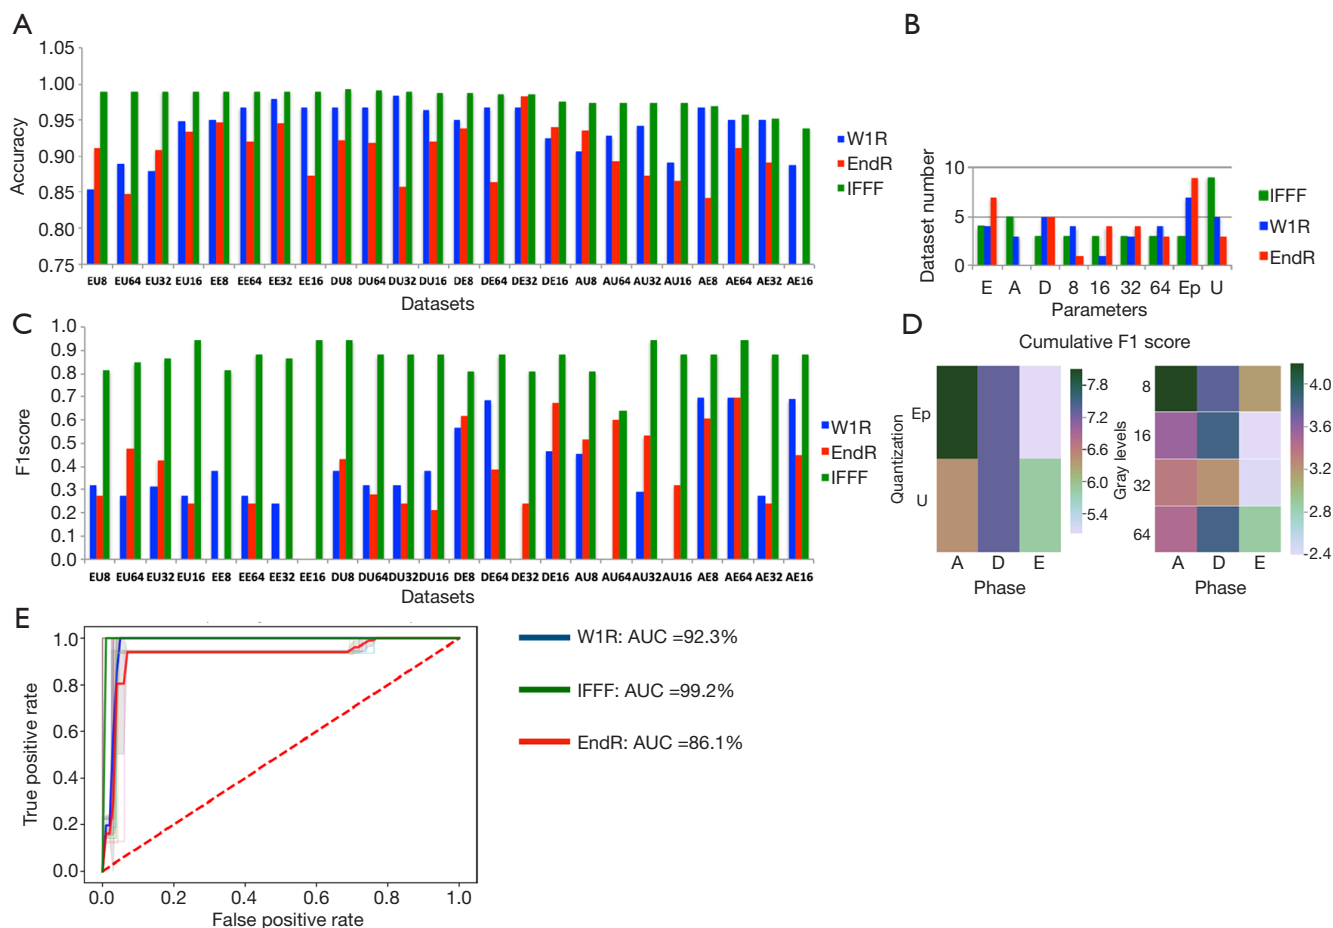 A
1.05
1.00
0.95
0.90
0.85
0.80
0.75
Accuracy
EU8 EU64 EU32 EU16 EE8 EE64 EE32 EE16 DU8 DU64 DU32 DU16 DE8 DE64 DE32 DE16 AU8 AU64 AU32 AU16 AE8 AE64 AE32 AE16
Datasets
W1R
EndR
IFFF
B
Dataset number
10
5
0
E A D 8 16 32 64 Ep U
Parameters
IFFF
W1R
EndR
C
1.0
0.9
0.8
0.7
0.6
0.5
0.4
0.3
0.2
0.1
0.0
F1score
EU8 EU64 EU32 EU16 EE8 EE64 EE32 EE16 DU8 DU64 DU32 DU16 DE8 DE64 DE32 DE16 AU8 AU64 AU32 AU16 AE8 AE64 AE32 AE16
Datasets
W1R
EndR
IFFF
D
Cumulative F1 score
Quantization
Ep
U
A D E
Phase
7.8
7.2
6.6
6.0
5.4
Gray levels
8
16
32
64
A D E
Phase
4.0
3.6
3.2
2.8
2.4
E
True positive rate
1.0
0.8
0.6
0.4
0.2
0.0
0.0 0.2 0.4 0.6 0.8 1.0
False positive rate
W1R: AUC =92.3%
IFFF: AUC =99.2%
EndR: AUC =86.1%